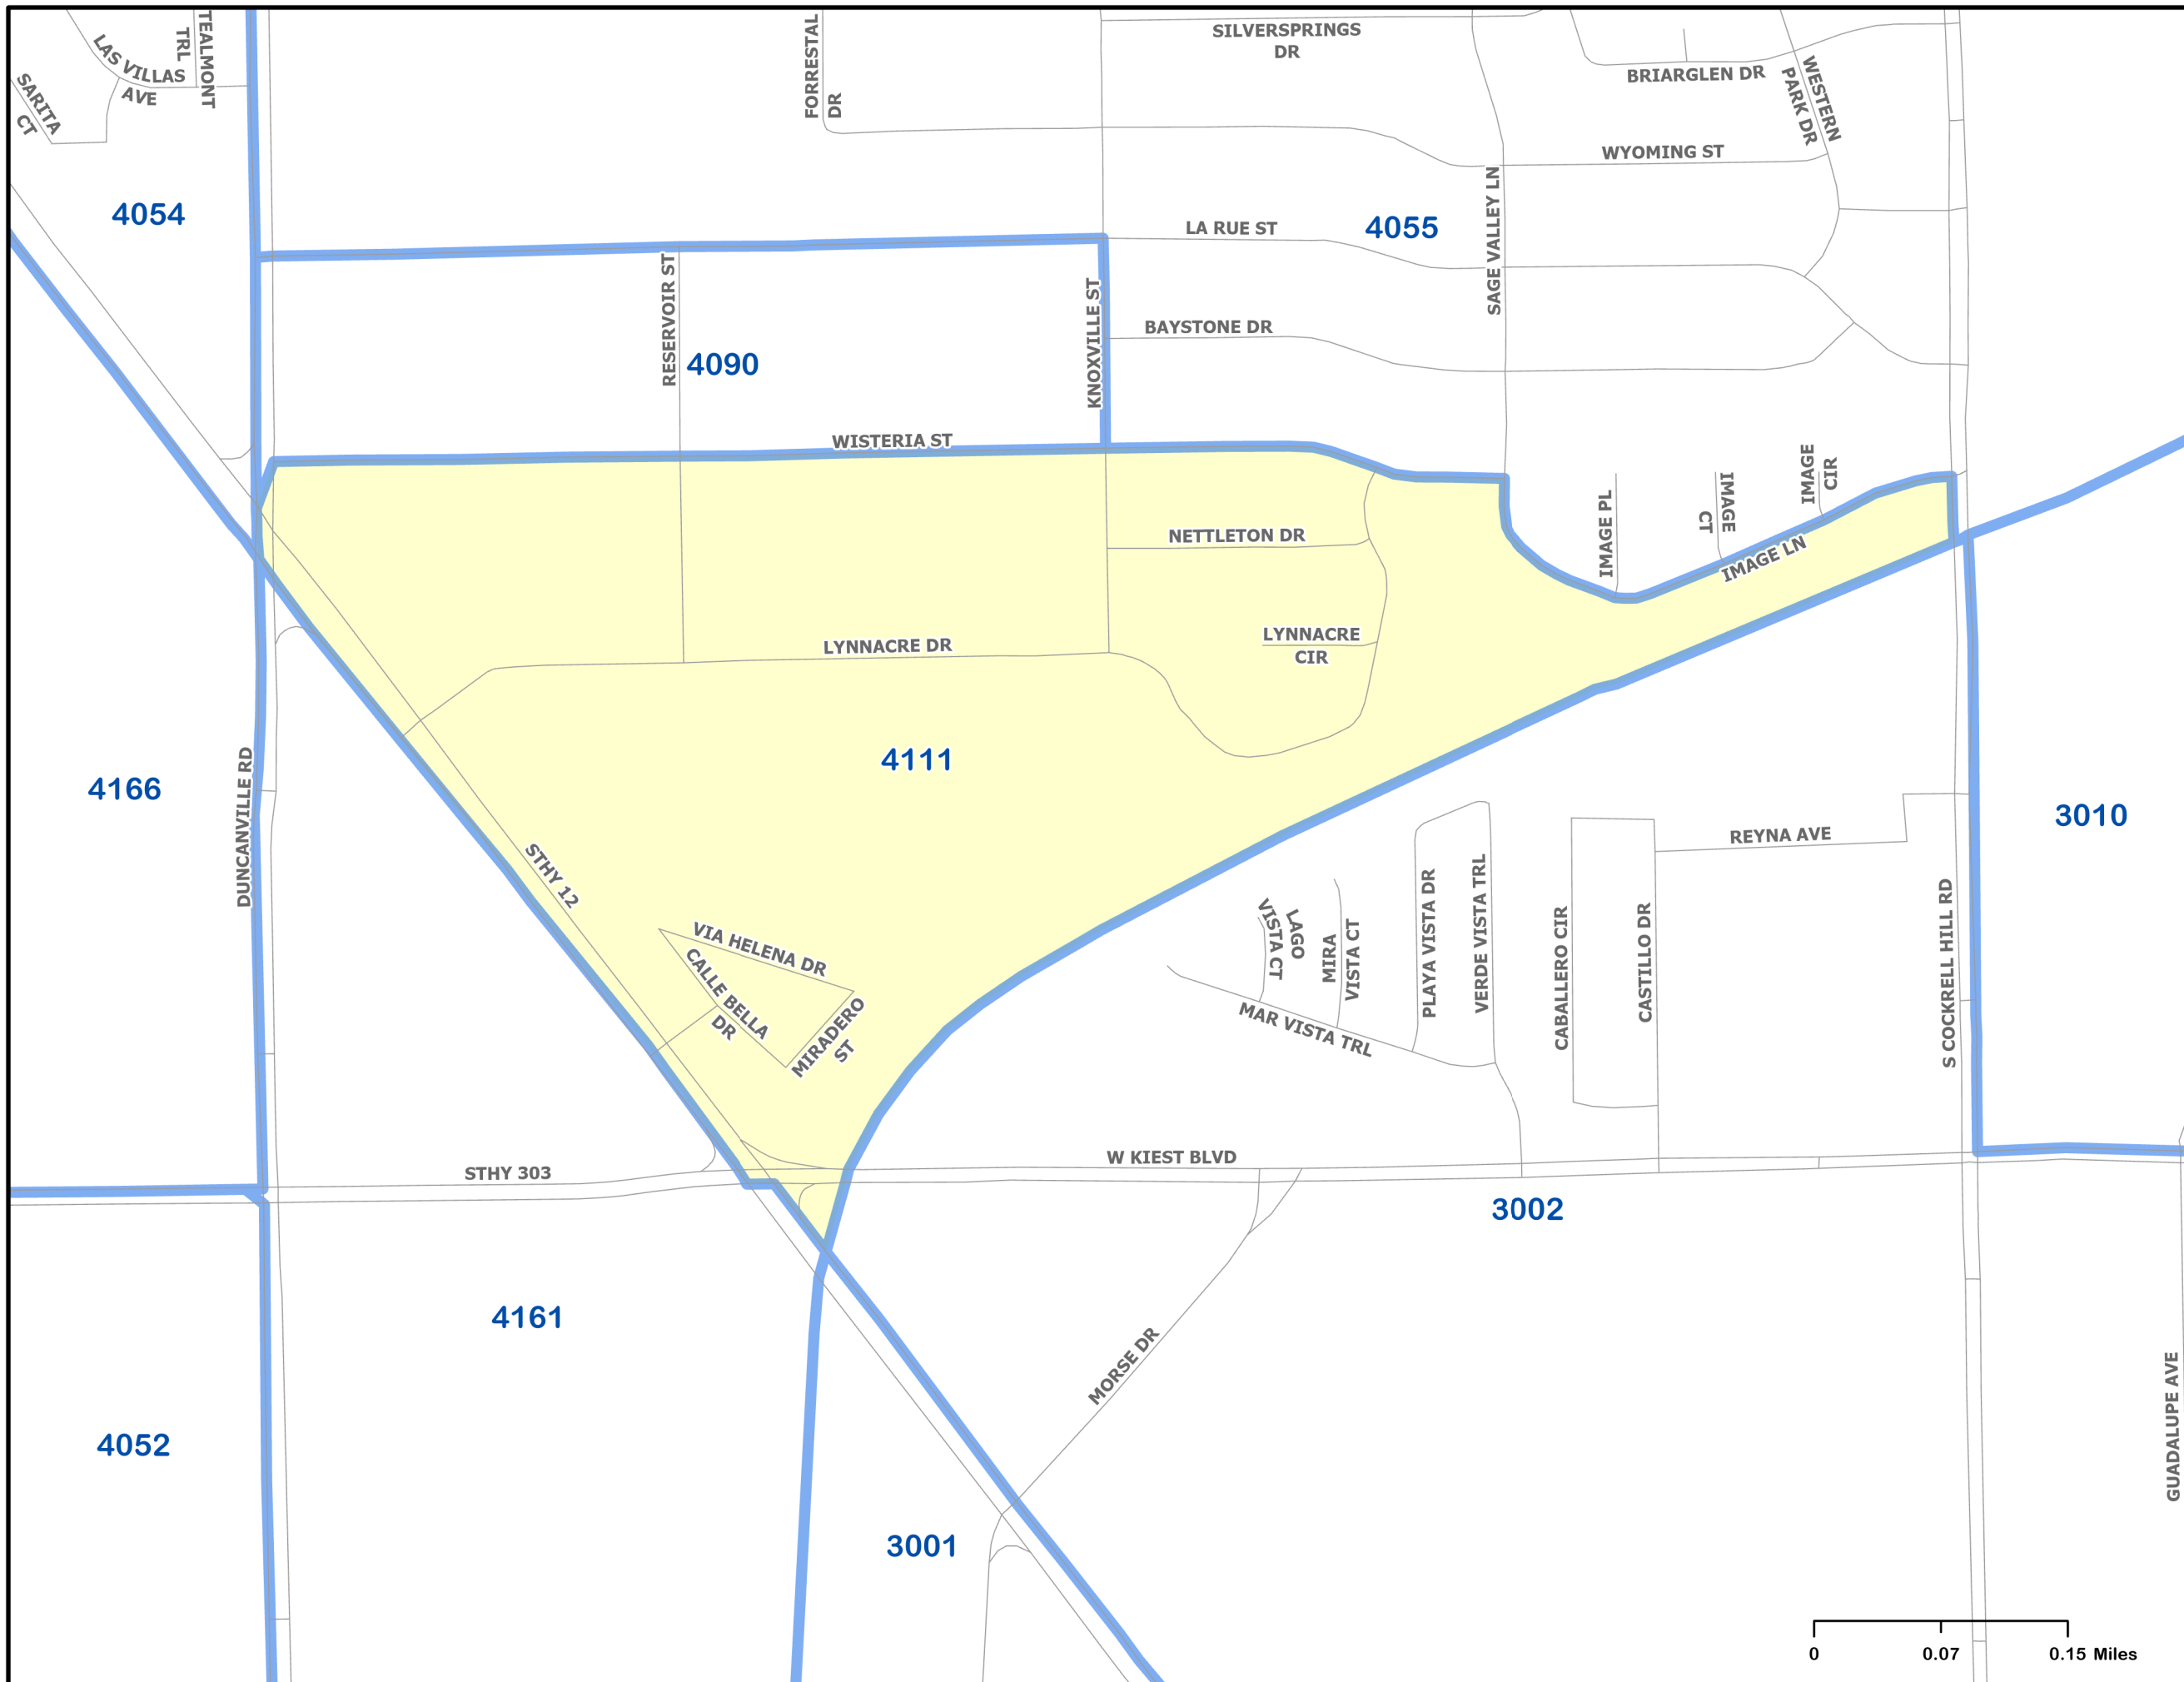 LAS VILLAS
AVE
TEALMONT
TRL
SARITA
CT
FORRESTAL
DR
SILVERSPRINGS
DR
BRIARGLEN DR
WESTERN
PARK DR
WYOMING ST
4054
LA RUE ST
4055
SAGE VALLEY LN
RESERVOIR ST
4090
KNOXVILLE ST
BAYSTONE DR
WISTERIA ST
NETTLETON DR
IMAGE PL
IMAGE
CT
IMAGE
CIR
IMAGE LN
LYNNACRE DR
LYNNACRE
CIR
4111
4166
DUNCANVILLE RD
3010
REYNA AVE
STHY 12
VIA HELENA DR
CALLE BELLA
DR
MIRADERO
ST
LAGO
VISTA CT
MIRA
VISTA CT
PLAYA VISTA DR
VERDE VISTA TRL
CABALLERO CIR
CASTILLO DR
S COCKRELL HILL RD
MAR VISTA TRL
W KIEST BLVD
STHY 303
3002
4161
MORSE DR
4052
3001
GUADALUPE AVE
0 0.07 0.15 Miles